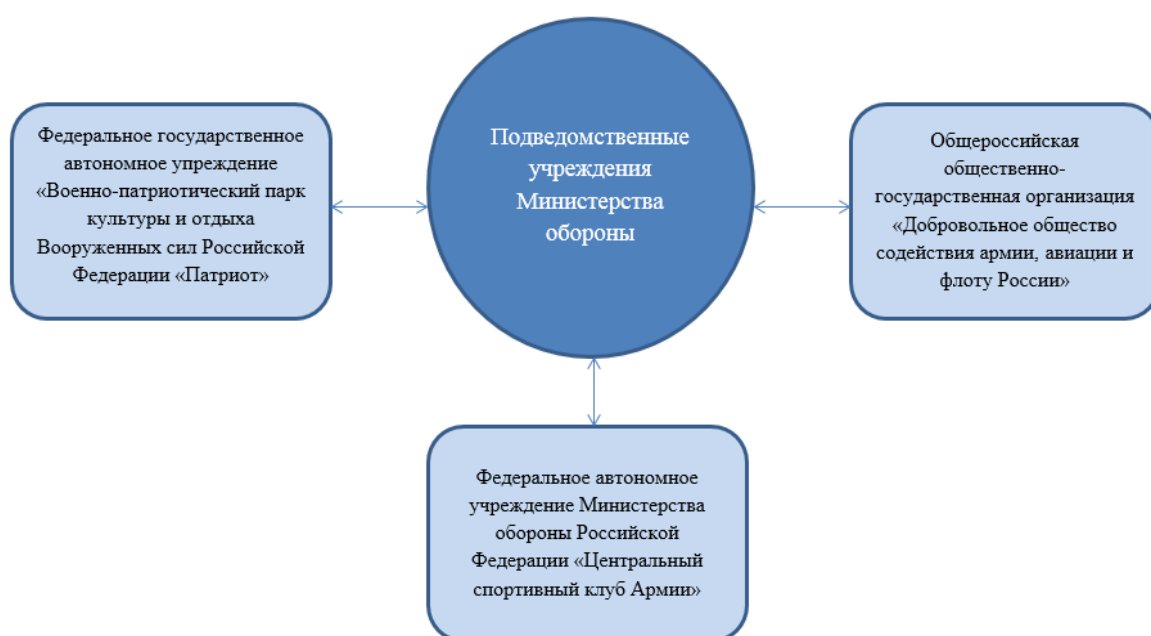 Подведомственные
учреждения
Министерства
обороны
Федеральное государственное
автономное упреждение
«Военно-патриотический парк
культуры и отдыха
Вооруженных сил Российской
Федерации «Патриот»
Общероссийская
общественно-
государственная организация
«Добровольное общество
содействия армии, авиации и
флоту России»
Федеральное автономное
учреждение Министерства
обороны Российской
Федерации «Центральный
спортивный клуб Армии»